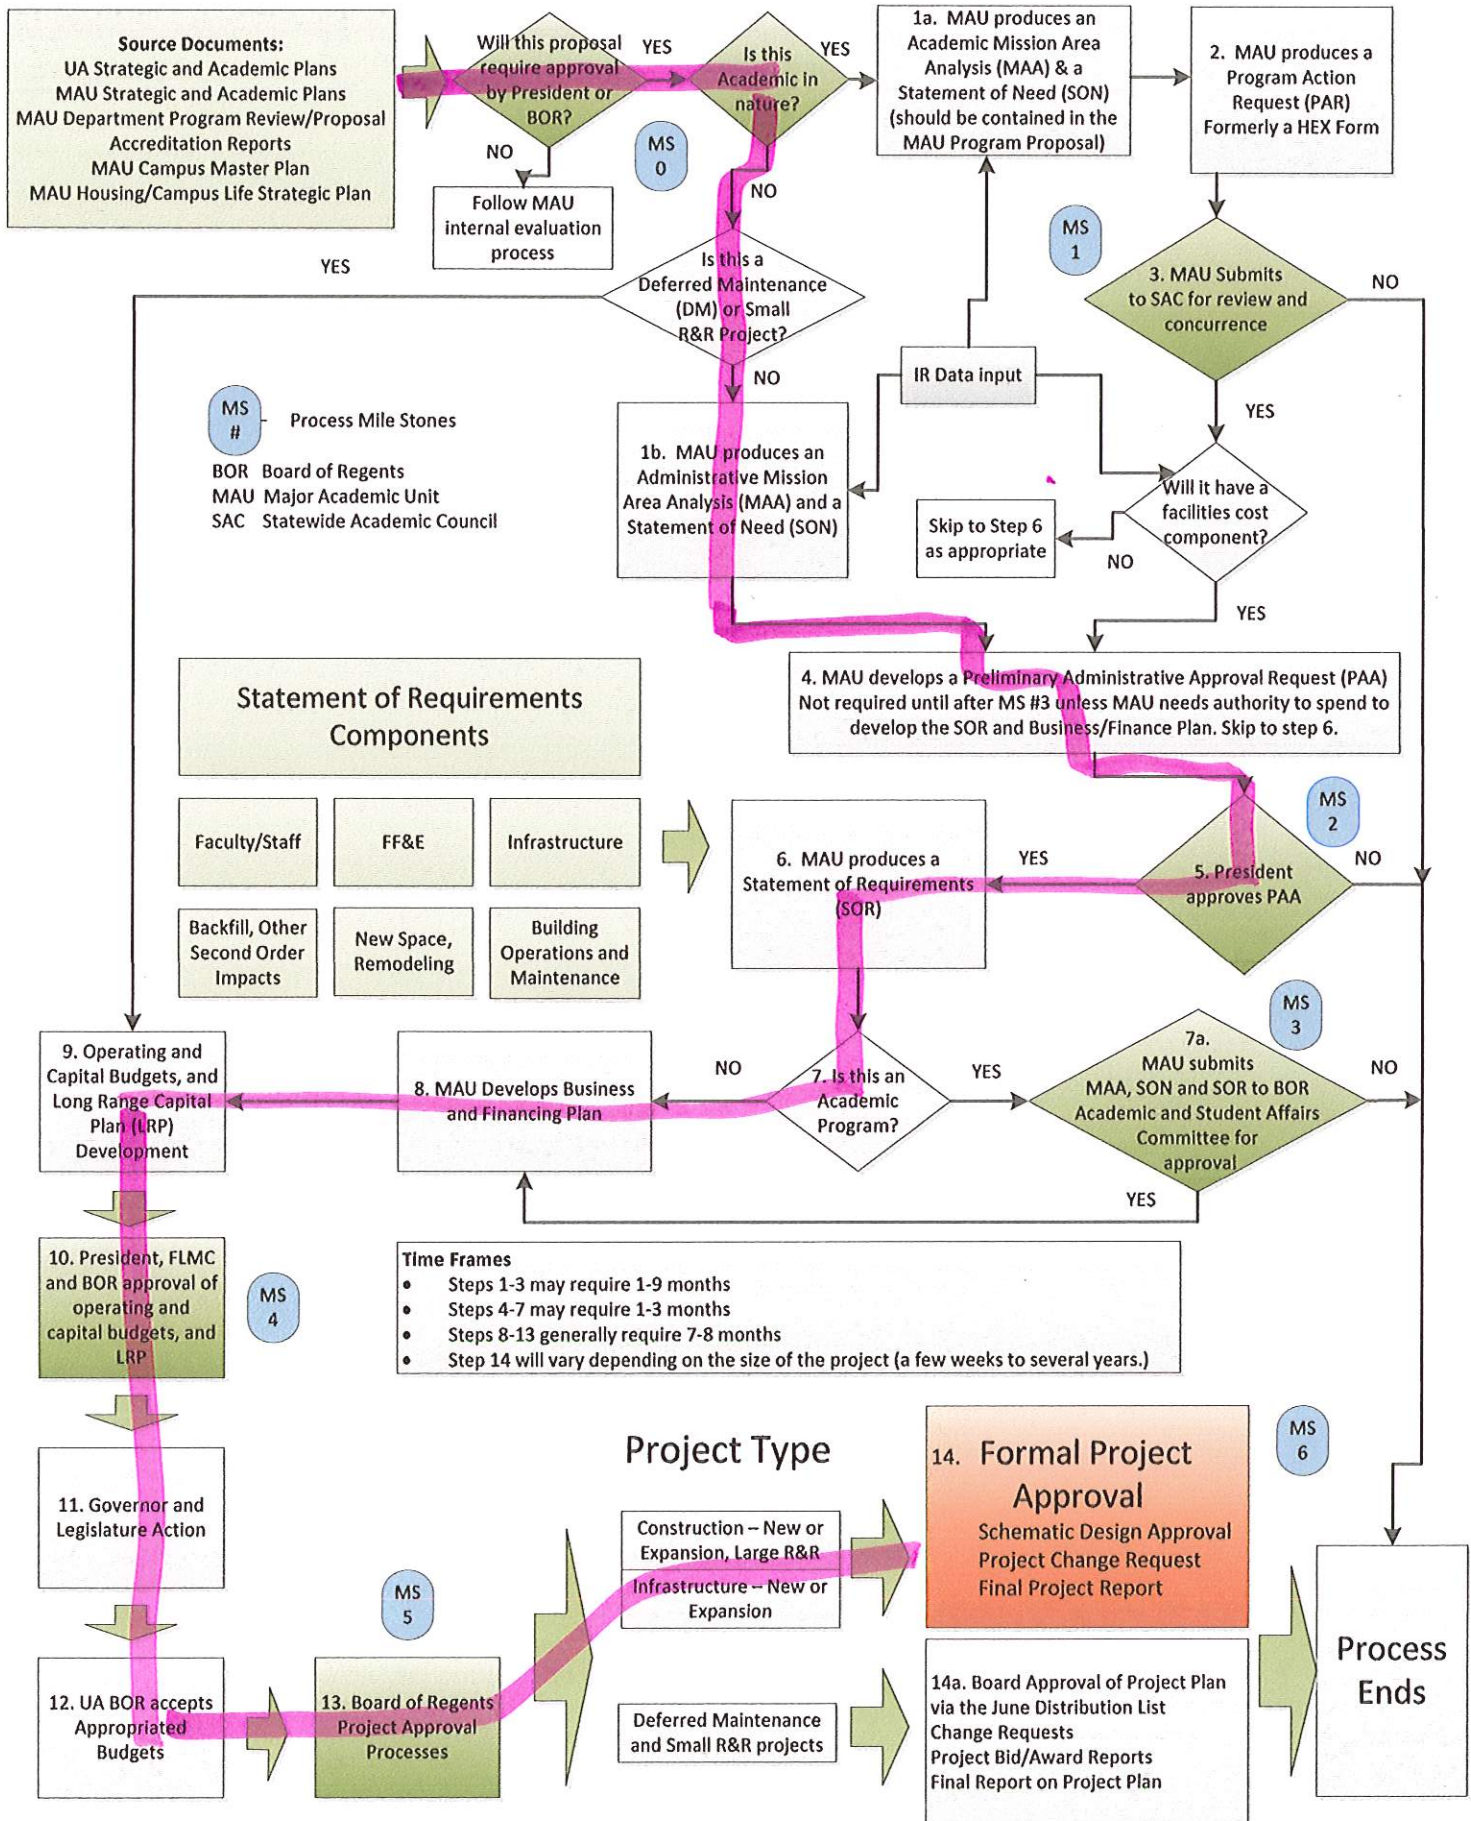 Source Documents:
UA Strategic and Academic Plans
MAU Strategic and Academic Plans
MAU Department Program Review/Proposal
Accreditation Reports
MAU Campus Master Plan
MAU Housing/Campus Life Strategic Plan
Will this proposal
require approval
by President or
BOR?
YES
NO
Follow MAU
internal evaluation
process
MS
0
Is this
Academic in
nature?
YES
NO
1a. MAU produces an
Academic Mission Area
Analysis (MAA) & a
Statement of Need (SON)
(should be contained in the
MAU Program Proposal)
2. MAU produces a
Program Action
Request (PAR)
Formerly a HEX Form
MS
1
3. MAU Submits
to SAC for review and
concurrence
NO
YES
Is this a
Deferred Maintenance
(DM) or Small
R&R Project?
YES
NO
IR Data input
MS
#
- Process Mile Stones
BOR Board of Regents
MAU Major Academic Unit
SAC Statewide Academic Council
1b. MAU produces an
Administrative Mission
Area Analysis (MAA) and a
Statement of Need (SON)
Will it have a
facilities cost
component?
NO
YES
Skip to Step 6
as appropriate
4. MAU develops a Preliminary Administrative Approval Request (PAA)
Not required until after MS #3 unless MAU needs authority to spend to
develop the SOR and Business/Finance Plan. Skip to step 6.
Statement of Requirements
Components
Faculty/Staff
FF&E
Infrastructure
Backfill, Other
Second Order
Impacts
New Space,
Remodeling
Building
Operations and
Maintenance
6. MAU produces a
Statement of Requirements
(SOR)
YES
MS
2
5. President
approves PAA
NO
9. Operating and
Capital Budgets, and
Long Range Capital
Plan (LRP)
Development
8. MAU Develops Business
and Financing Plan
NO
7. Is this an
Academic
Program?
YES
MS
3
7a.
MAU submits
MAA, SON and SOR to BOR
Academic and Student Affairs
Committee for
approval
NO
YES
10. President, FLMC
and BOR approval of
operating and
capital budgets, and
LRP
MS
4
Time Frames
• Steps 1-3 may require 1-9 months
• Steps 4-7 may require 1-3 months
• Steps 8-13 generally require 7-8 months
• Step 14 will vary depending on the size of the project (a few weeks to several years.)
11. Governor and
Legislature Action
12. UA BOR accepts
Appropriated
Budgets
MS
5
13. Board of Regents
Project Approval
Processes
Project Type
Construction – New or
Expansion, Large R&R
Infrastructure – New or
Expansion
Deferred Maintenance
and Small R&R projects
14. Formal Project
Approval
Schematic Design Approval
Project Change Request
Final Project Report
MS
6
14a. Board Approval of Project Plan
via the June Distribution List
Change Requests
Project Bid/Award Reports
Final Report on Project Plan
Process
Ends